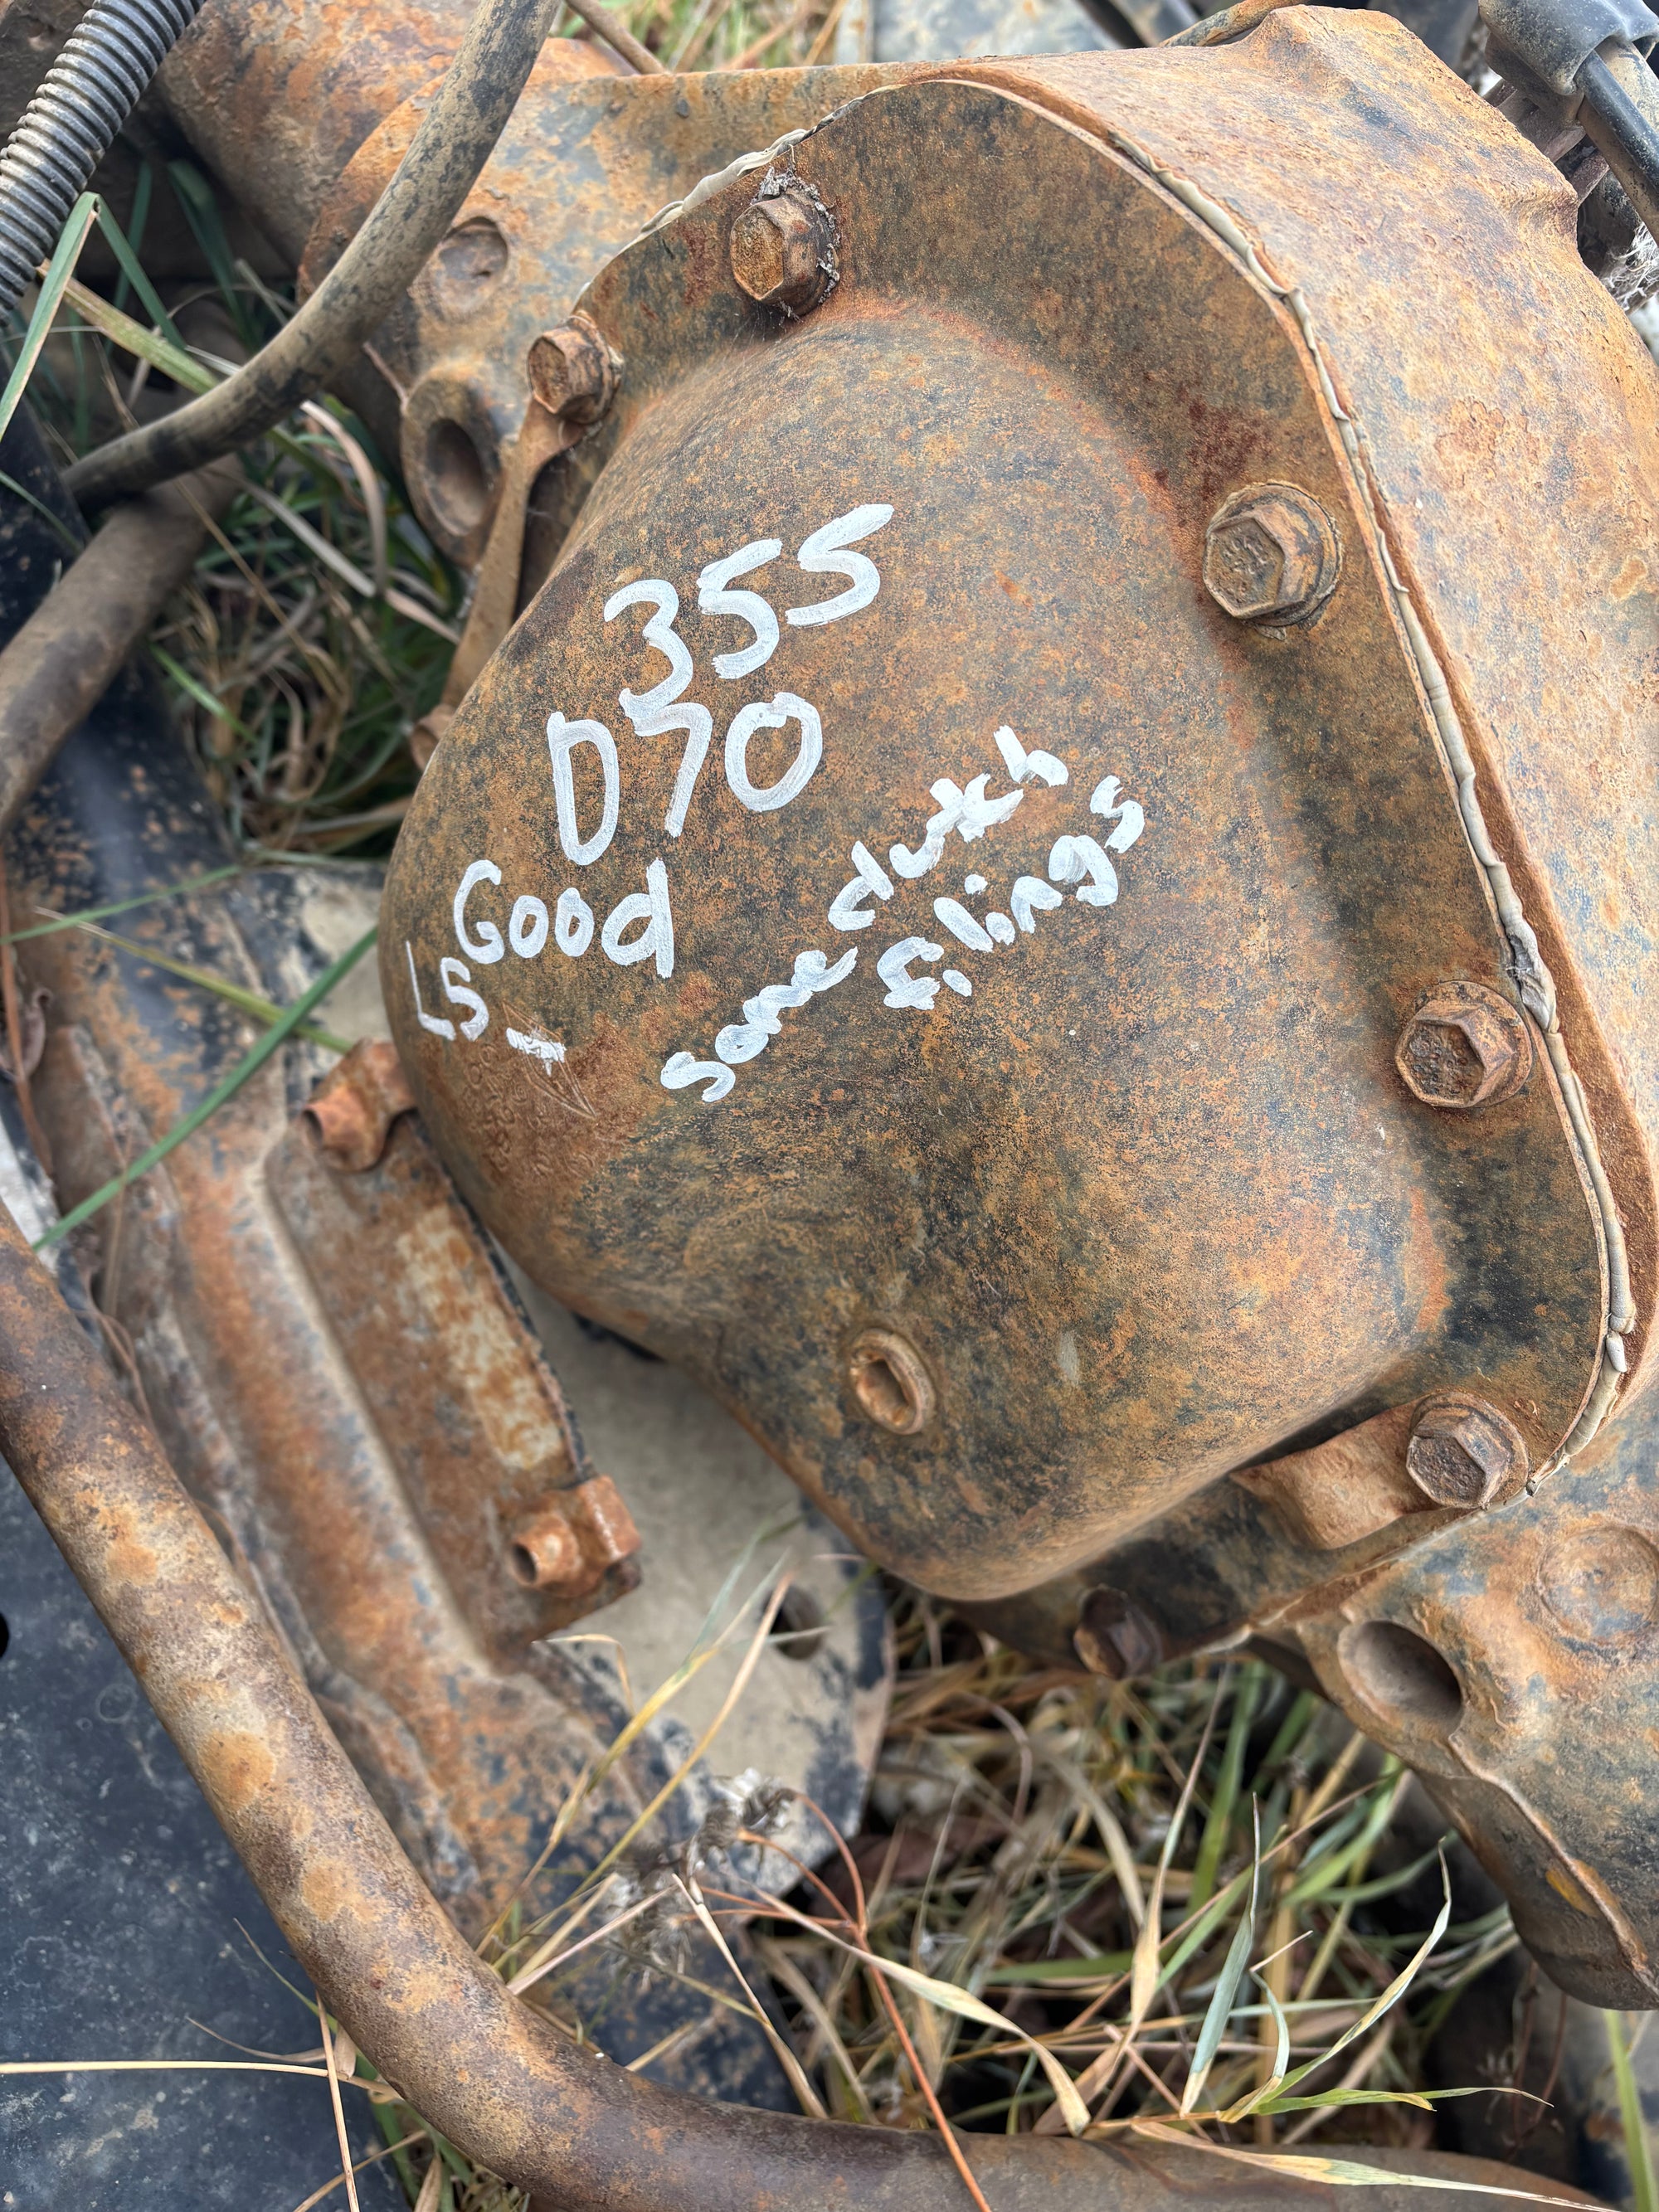 355
D70
Good
LS
some clutch
filings